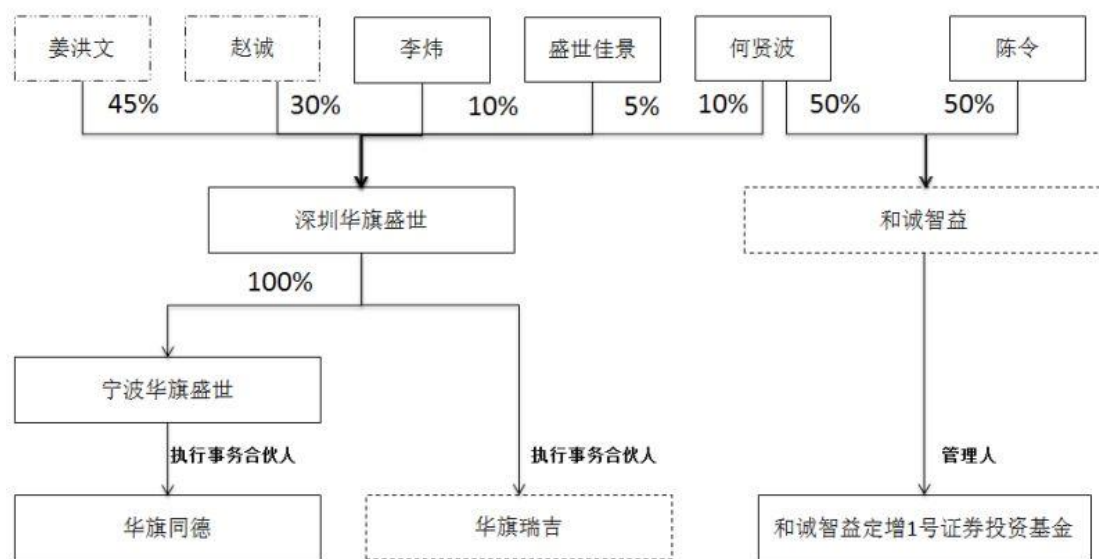 姜洪文
赵诚
李炜
盛世佳景
何贤波
陈令
45%
30%
10%
5%
10%
50%
50%
深圳华旗盛世
和诚智益
100%
宁波华旗盛世
执行事务合伙人
执行事务合伙人
管理人
华旗同德
华旗瑞吉
和诚智益定增1号证券投资基金